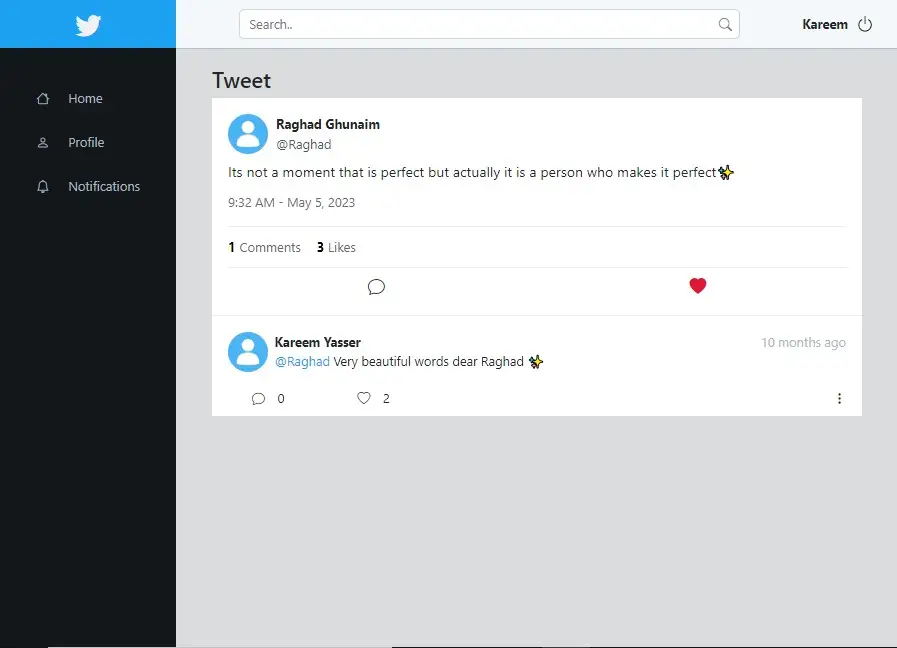 Search..
Kareem
Home
Profile
Notifications
Tweet
Raghad Ghunaim
@Raghad
Its not a moment that is perfect but actually it is a person who makes it perfect✨
9:32 AM - May 5, 2023
1 Comments 3 Likes
Kareem Yasser
10 months ago
@Raghad Very beautiful words dear Raghad ✨
0 2